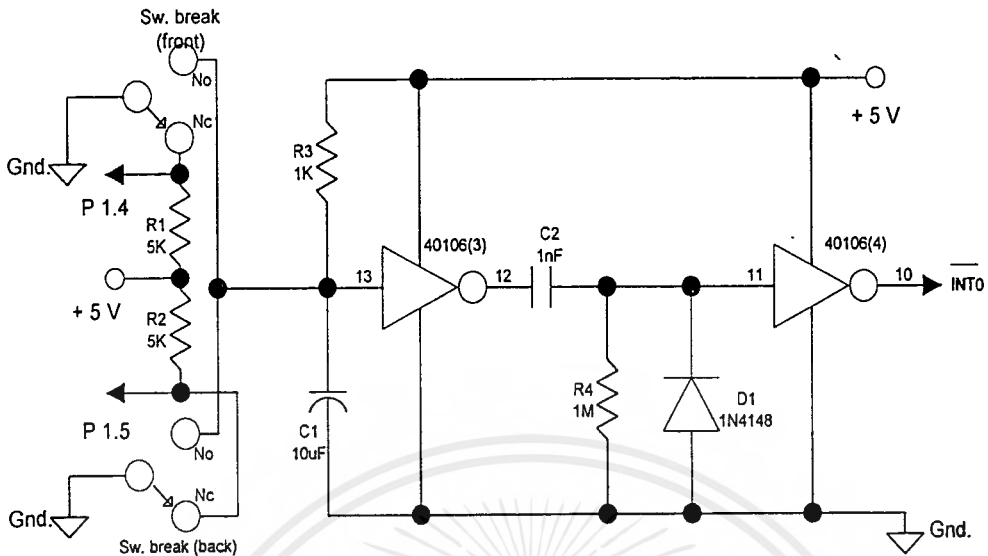 Sw. break
(front)
No
Nc
Gnd.
P 1.4
R1
5K
+ 5 V
R2
5K
P 1.5
No
Nc
Gnd.
Sw. break (back)
R3
1K
C1
10uF
13
40106(3)
12
C2
1nF
R4
1M
D1
1N4148
11
40106(4)
10
INT0
+ 5 V
Gnd.